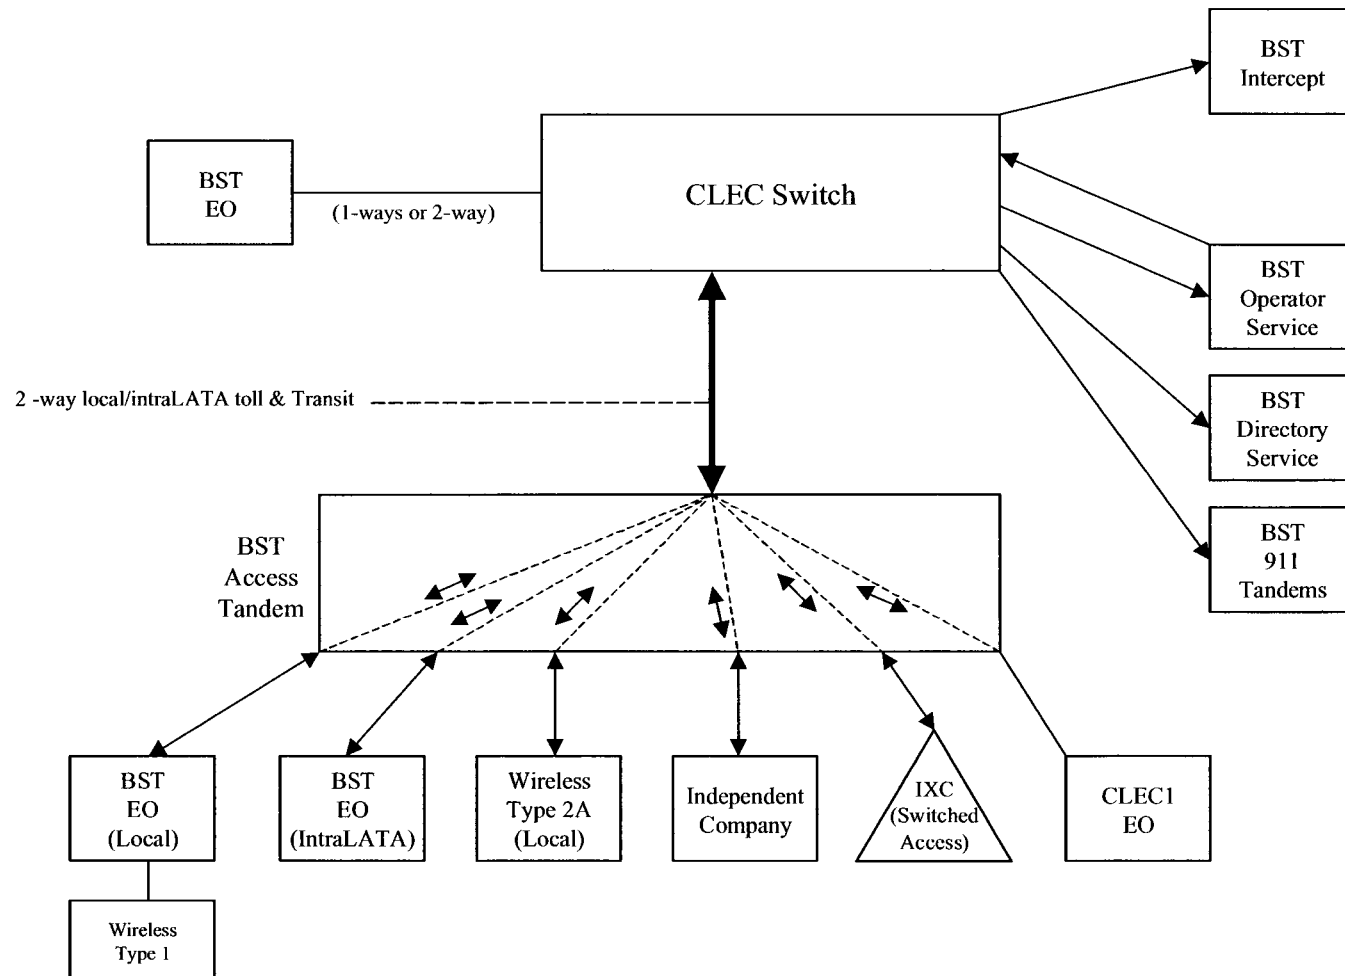 BST
Intercept
BST
EO
(1-ways or 2-way)
CLEC Switch
BST
Operator
Service
2 -way local/intraLATA toll & Transit
BST
Directory
Service
BST
Access
Tandem
BST
911
Tandems
BST
EO
(Local)
BST
EO
(IntraLATA)
Wireless
Type 2A
(Local)
Independent
Company
IXC
(Switched
Access)
CLEC1
EO
Wireless
Type 1